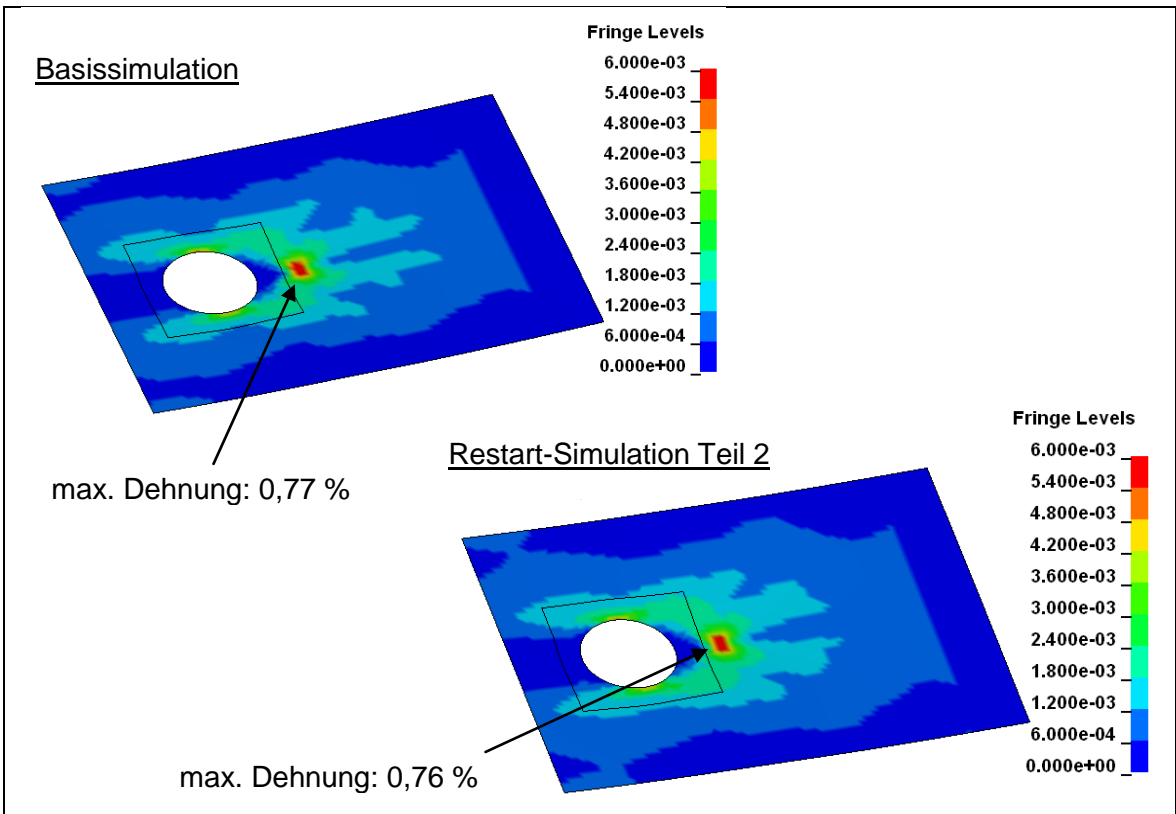 Basissimulation
Fringe Levels
6.000e-03
5.400e-03
4.800e-03
4.200e-03
3.600e-03
3.000e-03
2.400e-03
1.800e-03
1.200e-03
6.000e-04
0.000e+00
max. Dehnung: 0,77 %
Restart-Simulation Teil 2
Fringe Levels
6.000e-03
5.400e-03
4.800e-03
4.200e-03
3.600e-03
3.000e-03
2.400e-03
1.800e-03
1.200e-03
6.000e-04
0.000e+00
max. Dehnung: 0,76 %